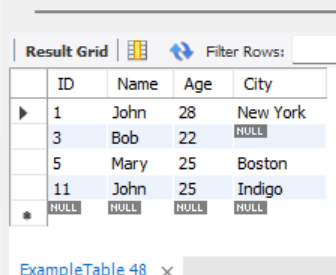 Result Grid Filter Rows:
ID Name Age City
1 John 28 New York
3 Bob 22 NULL
5 Mary 25 Boston
11 John 25 Indigo
NULL NULL NULL NULL
ExampleTable 48 ×